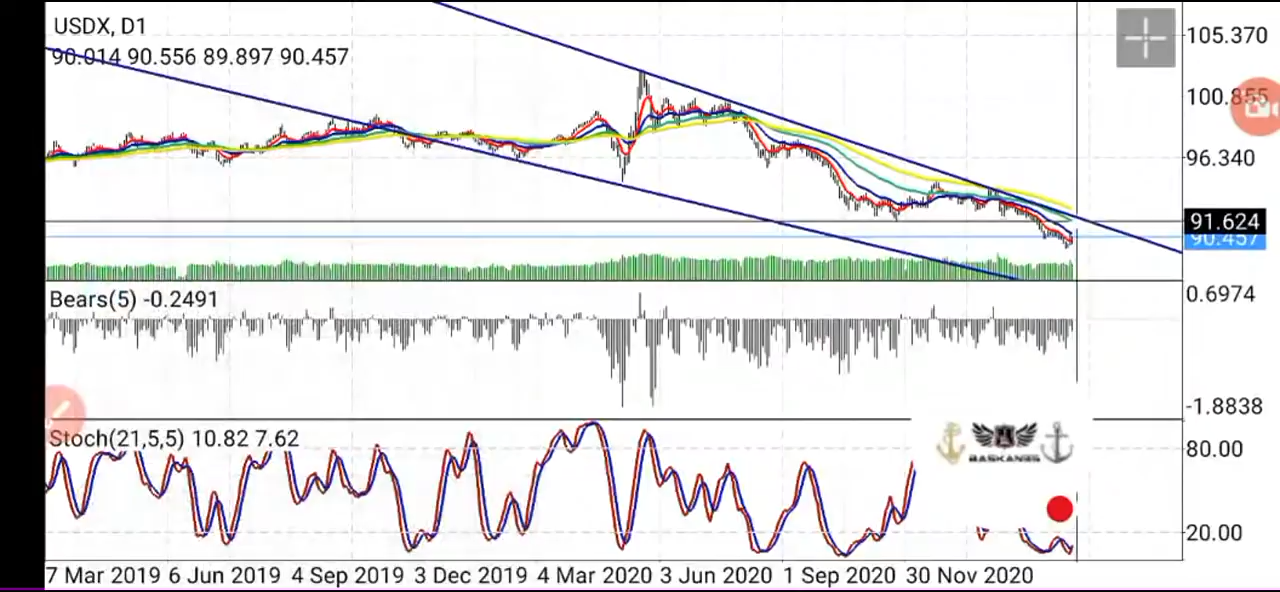 USDX, D1
90.014 90.556 89.897 90.457
105.370
100.855
96.340
91.624
90.457
Bears(5) -0.2491
0.6974
-1.8838
Stoch(21,5,5) 10.82 7.62
BASKAN35
80.00
20.00
7 Mar 2019 6 Jun 2019 4 Sep 2019 3 Dec 2019 4 Mar 2020 3 Jun 2020 1 Sep 2020 30 Nov 2020